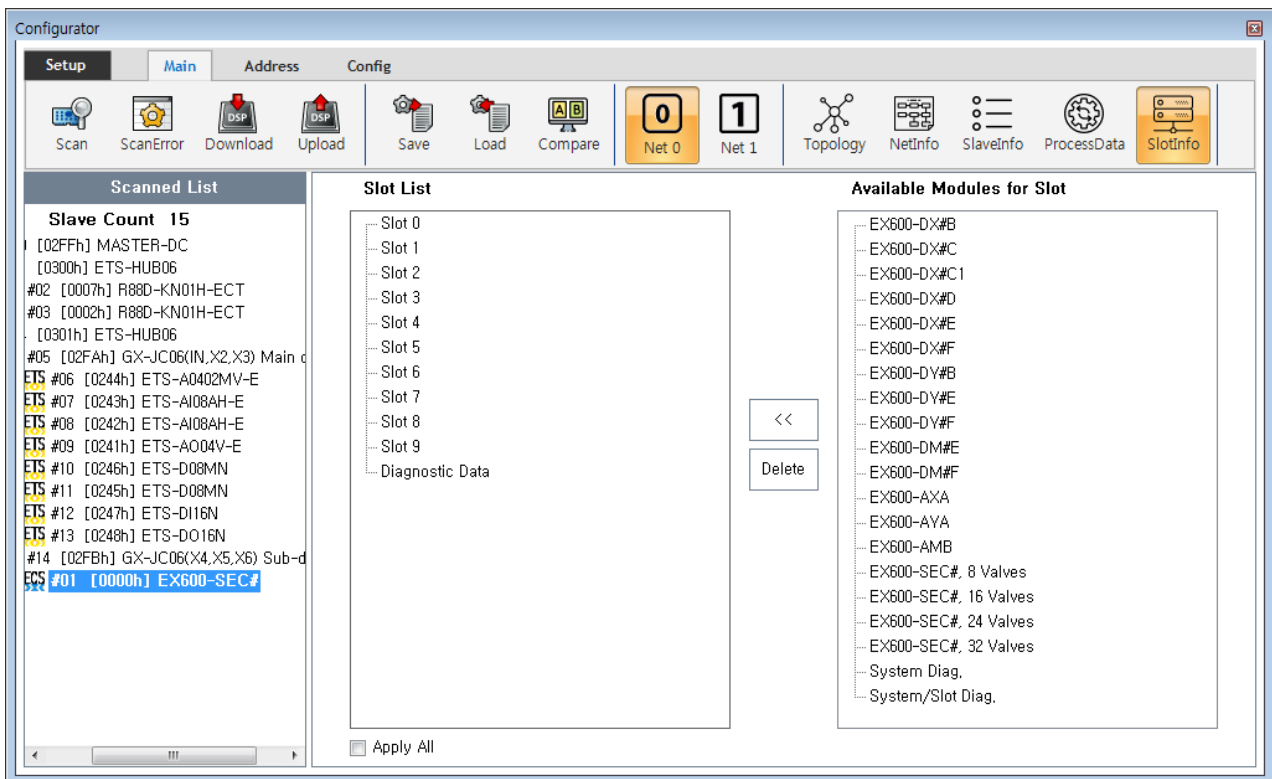 Configurator
Setup Main Address Config
Scan ScanError Download Upload Save Load Compare Net 0 Net 1 Topology NetInfo SlaveInfo ProcessData SlotInfo
Scanned List
Slave Count 15
[02FFh] MASTER-DC
[0300h] ETS-HUB06
#02 [0007h] R88D-KN01H-ECT
#03 [0002h] R88D-KN01H-ECT
[0301h] ETS-HUB06
#05 [02FAh] GX-JC06(IN,X2,X3) Main
ETS #06 [0244h] ETS-A0402MV-E
ETS #07 [0243h] ETS-AI08AH-E
ETS #08 [0242h] ETS-AI08AH-E
ETS #09 [0241h] ETS-AO04V-E
ETS #10 [0246h] ETS-D08MN
ETS #11 [0245h] ETS-D08MN
ETS #12 [0247h] ETS-DI16N
ETS #13 [0248h] ETS-DO16N
#14 [02FBh] GX-JC06(X4,X5,X6) Sub-d
#01 [0000h] EX600-SEC#
Slot List
Slot 0
Slot 1
Slot 2
Slot 3
Slot 4
Slot 5
Slot 6
Slot 7
Slot 8
Slot 9
Diagnostic Data
Apply All
<<
Delete
Available Modules for Slot
EX600-DX#B
EX600-DX#C
EX600-DX#C1
EX600-DX#D
EX600-DX#E
EX600-DX#F
EX600-DY#B
EX600-DY#E
EX600-DY#F
EX600-DM#E
EX600-DM#F
EX600-AXA
EX600-AYA
EX600-AMB
EX600-SEC#, 8 Valves
EX600-SEC#, 16 Valves
EX600-SEC#, 24 Valves
EX600-SEC#, 32 Valves
System Diag,
System/Slot Diag,